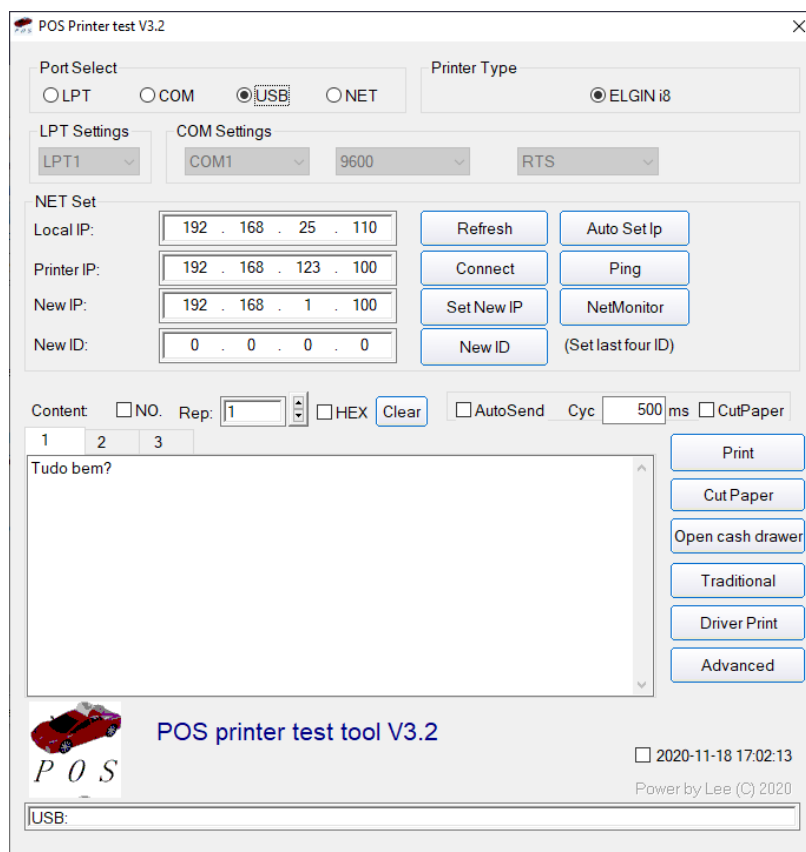 POS Printer test V3.2
Port Select
LPT COM USB NET
Printer Type
ELGIN i8
LPT Settings
LPT1
COM Settings
COM1 9600 RTS
NET Set
Local IP: 192 . 168 . 25 . 110 Refresh Auto Set Ip
Printer IP: 192 . 168 . 123 . 100 Connect Ping
New IP: 192 . 168 . 1 . 100 Set New IP NetMonitor
New ID: 0 . 0 . 0 . 0 New ID (Set last four ID)
Content: NO. Rep: 1 HEX Clear AutoSend Cyc 500 ms CutPaper
1 2 3
Tudo bem?
Print
Cut Paper
Open cash drawer
Traditional
Driver Print
Advanced
POS
POS printer test tool V3.2
2020-11-18 17:02:13
Power by Lee (C) 2020
USB: